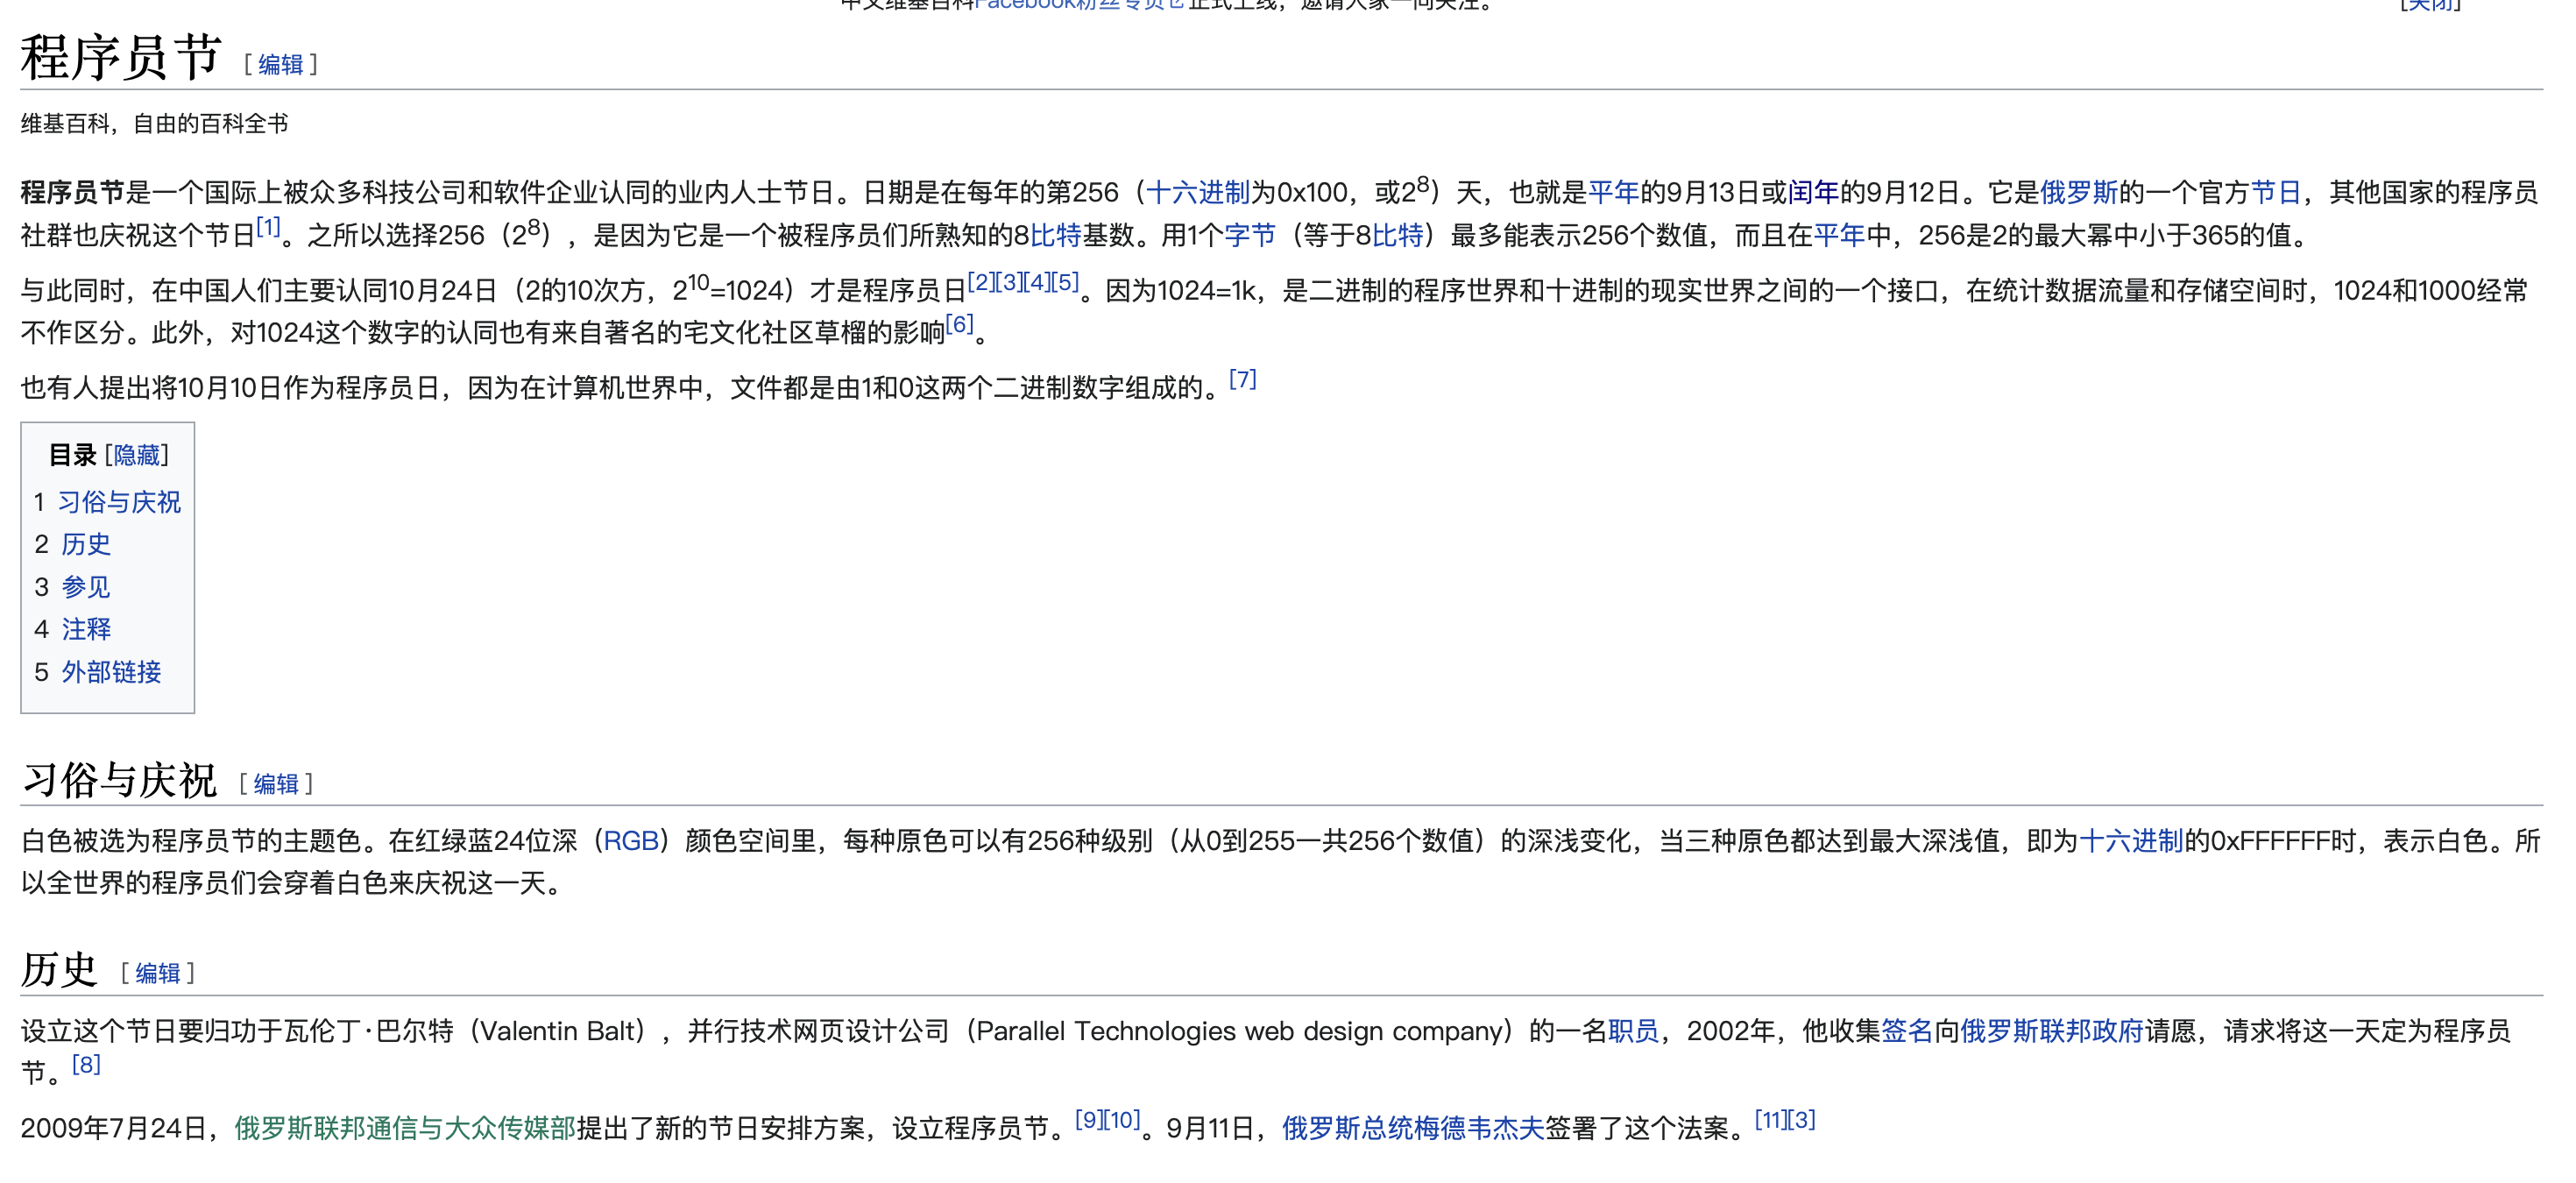 中文维基百科Facebook粉丝专页已正式上线，邀请大家一同关注。 [关闭]
程序员节 [ 编辑 ]
维基百科，自由的百科全书
程序员节是一个国际上被众多科技公司和软件企业认同的业内人士节日。日期是在每年的第256（十六进制为0x100，或2⁸）天，也就是平年的9月13日或闰年的9月12日。它是俄罗斯的一个官方节日，其他国家的程序员
社群也庆祝这个节日[1]。之所以选择256（2⁸），是因为它是一个被程序员们所熟知的8比特基数。用1个字节（等于8比特）最多能表示256个数值，而且在平年中，256是2的最大幂中小于365的值。
与此同时，在中国人们主要认同10月24日（2的10次方，2¹⁰=1024）才是程序员日[2][3][4][5]。因为1024=1k，是二进制的程序世界和十进制的现实世界之间的一个接口，在统计数据流量和存储空间时，1024和1000经常
不作区分。此外，对1024这个数字的认同也有来自著名的宅文化社区草榴的影响[6]。
也有人提出将10月10日作为程序员日，因为在计算机世界中，文件都是由1和0这两个二进制数字组成的。[7]
目录 [隐藏]
1 习俗与庆祝
2 历史
3 参见
4 注释
5 外部链接
习俗与庆祝 [ 编辑 ]
白色被选为程序员节的主题色。在红绿蓝24位深（RGB）颜色空间里，每种原色可以有256种级别（从0到255一共256个数值）的深浅变化，当三种原色都达到最大深浅值，即为十六进制的0xFFFFFF时，表示白色。所
以全世界的程序员们会穿着白色来庆祝这一天。
历史 [ 编辑 ]
设立这个节日要归功于瓦伦丁·巴尔特（Valentin Balt），并行技术网页设计公司（Parallel Technologies web design company）的一名职员，2002年，他收集签名向俄罗斯联邦政府请愿，请求将这一天定为程序员
节。[8]
2009年7月24日，俄罗斯联邦通信与大众传媒部提出了新的节日安排方案，设立程序员节。[9][10]。9月11日，俄罗斯总统梅德韦杰夫签署了这个法案。[11][3]